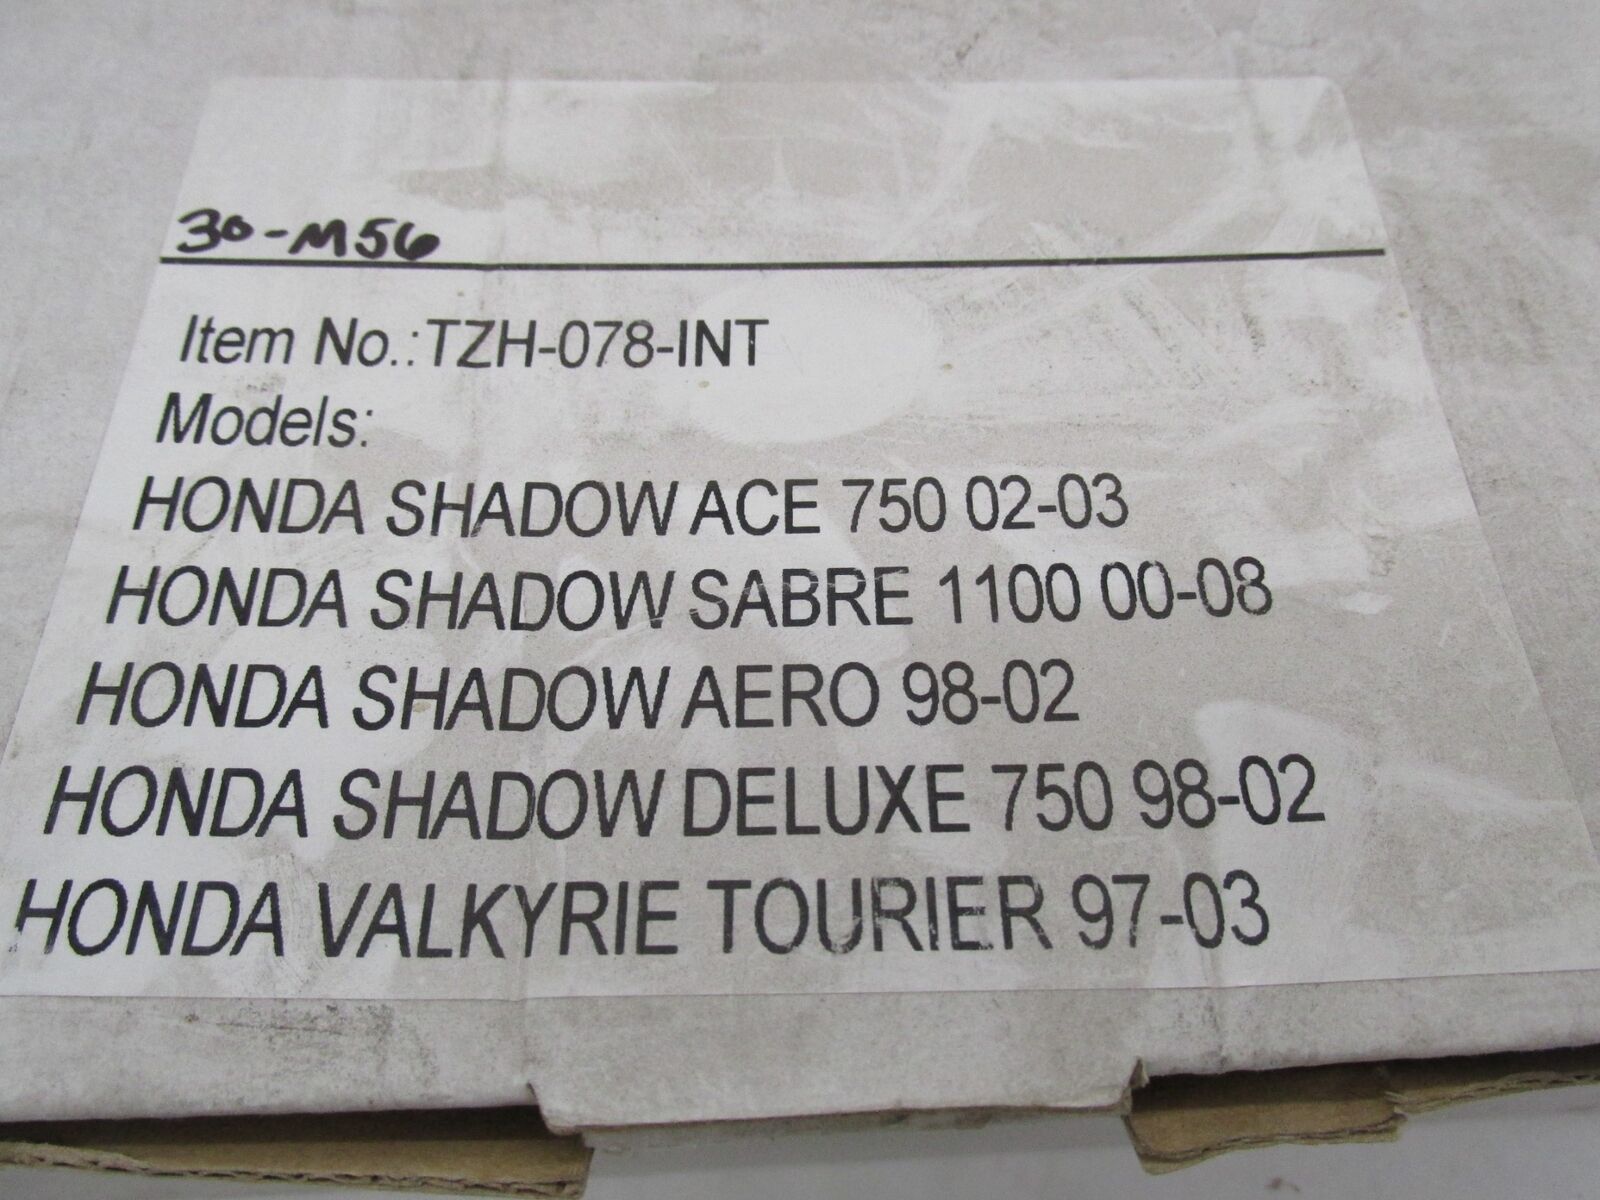 30-M56
Item No.:TZH-078-INT
Models:
HONDA SHADOW ACE 750 02-03
HONDA SHADOW SABRE 1100 00-08
HONDA SHADOW AERO 98-02
HONDA SHADOW DELUXE 750 98-02
HONDA VALKYRIE TOURIER 97-03